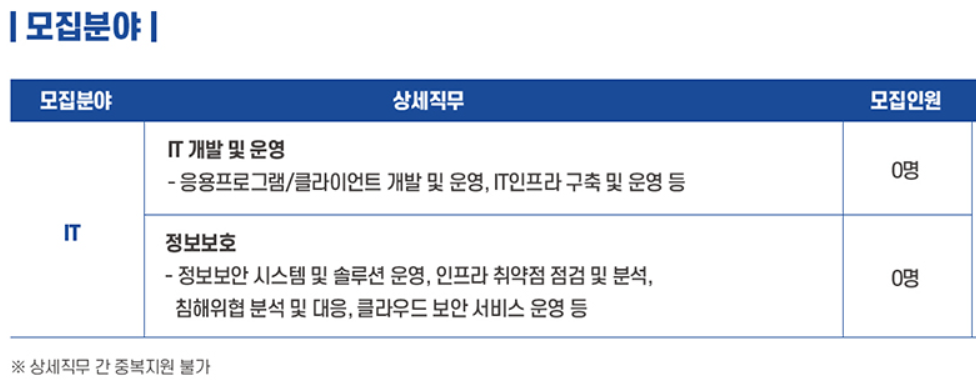 | 모집분야 |
모집분야 상세직무 모집인원
IT 개발 및 운영
- 응용프로그램/클라이언트 개발 및 운영, IT인프라 구축 및 운영 등
0명
IT
정보보호
- 정보보안 시스템 및 솔루션 운영, 인프라 취약점 점검 및 분석,
침해위협 분석 및 대응, 클라우드 보안 서비스 운영 등
0명
※ 상세직무 간 중복지원 불가